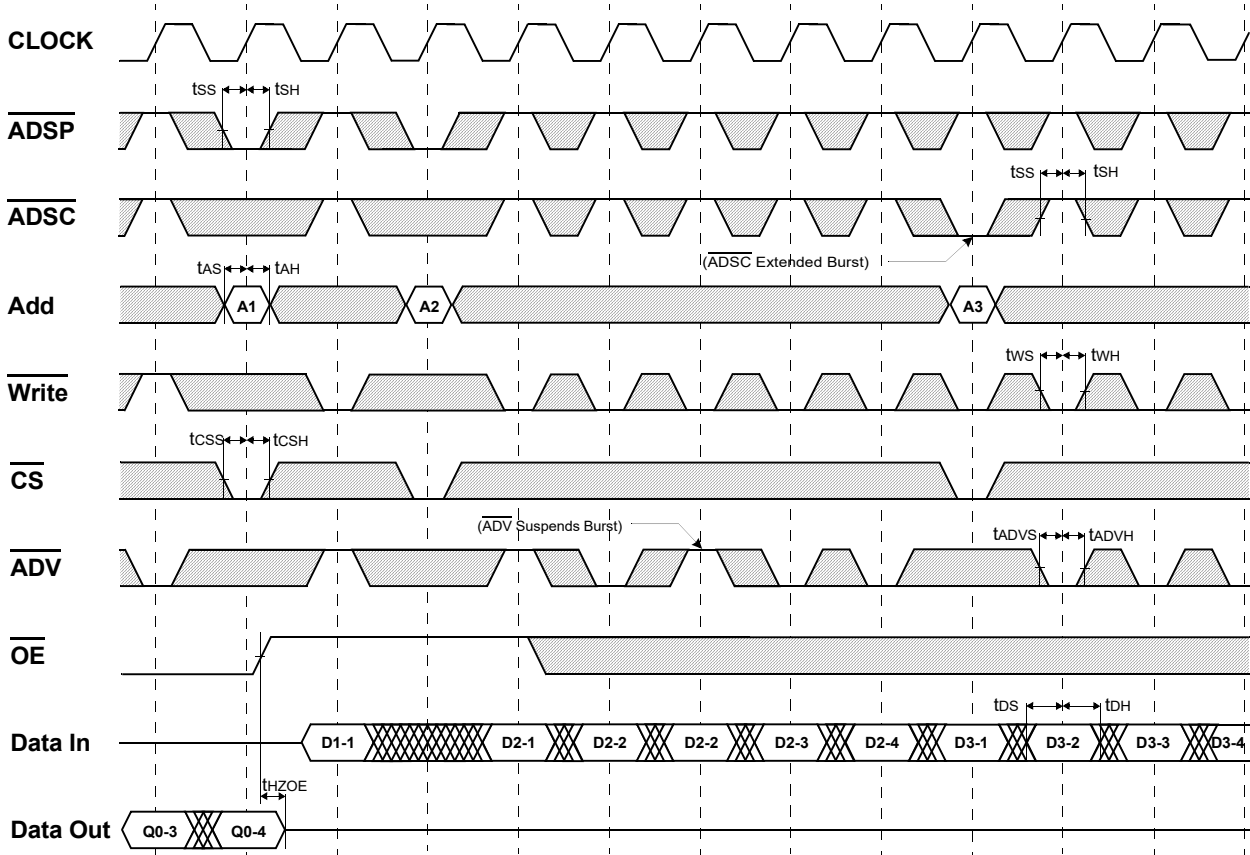 CLOCK
tSS tSH
ADSP
tSS tSH
ADSC
(ADSC Extended Burst)
tAS tAH
Add A1 A2 A3
tWS tWH
Write
tCSS tCSH
CS
(ADV Suspends Burst)
tADVS tADVH
ADV
OE
tDS tDH
Data In D1-1 D2-1 D2-2 D2-2 D2-3 D2-4 D3-1 D3-2 D3-3 D3-4
tHZOE
Data Out Q0-3 Q0-4